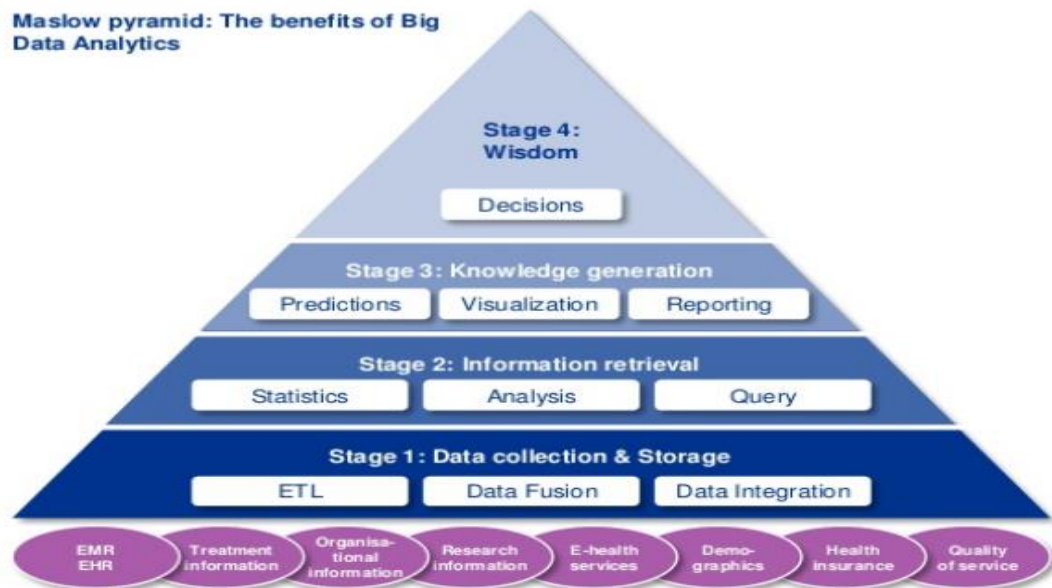 Maslow pyramid: The benefits of Big
Data Analytics
Stage 4:
Wisdom
Decisions
Stage 3: Knowledge generation
Predictions Visualization Reporting
Stage 2: Information retrieval
Statistics Analysis Query
Stage 1: Data collection & Storage
ETL Data Fusion Data Integration
EMR
EHR
Treatment
information
Organisa-
tional
information
Research
information
E-health
services
Demo-
graphics
Health
insurance
Quality
of service